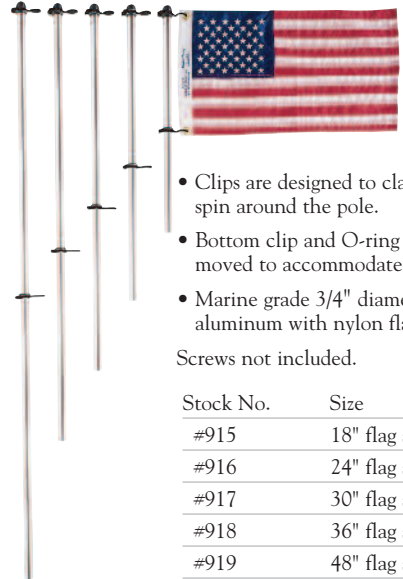 • Clips are designed to cla
spin around the pole.
• Bottom clip and O-ring
moved to accommodate
• Marine grade 3/4" diame
aluminum with nylon fla
Screws not included.
Stock No. Size
#915 18" flag
#916 24" flag
#917 30" flag
#918 36" flag
#919 48" flag